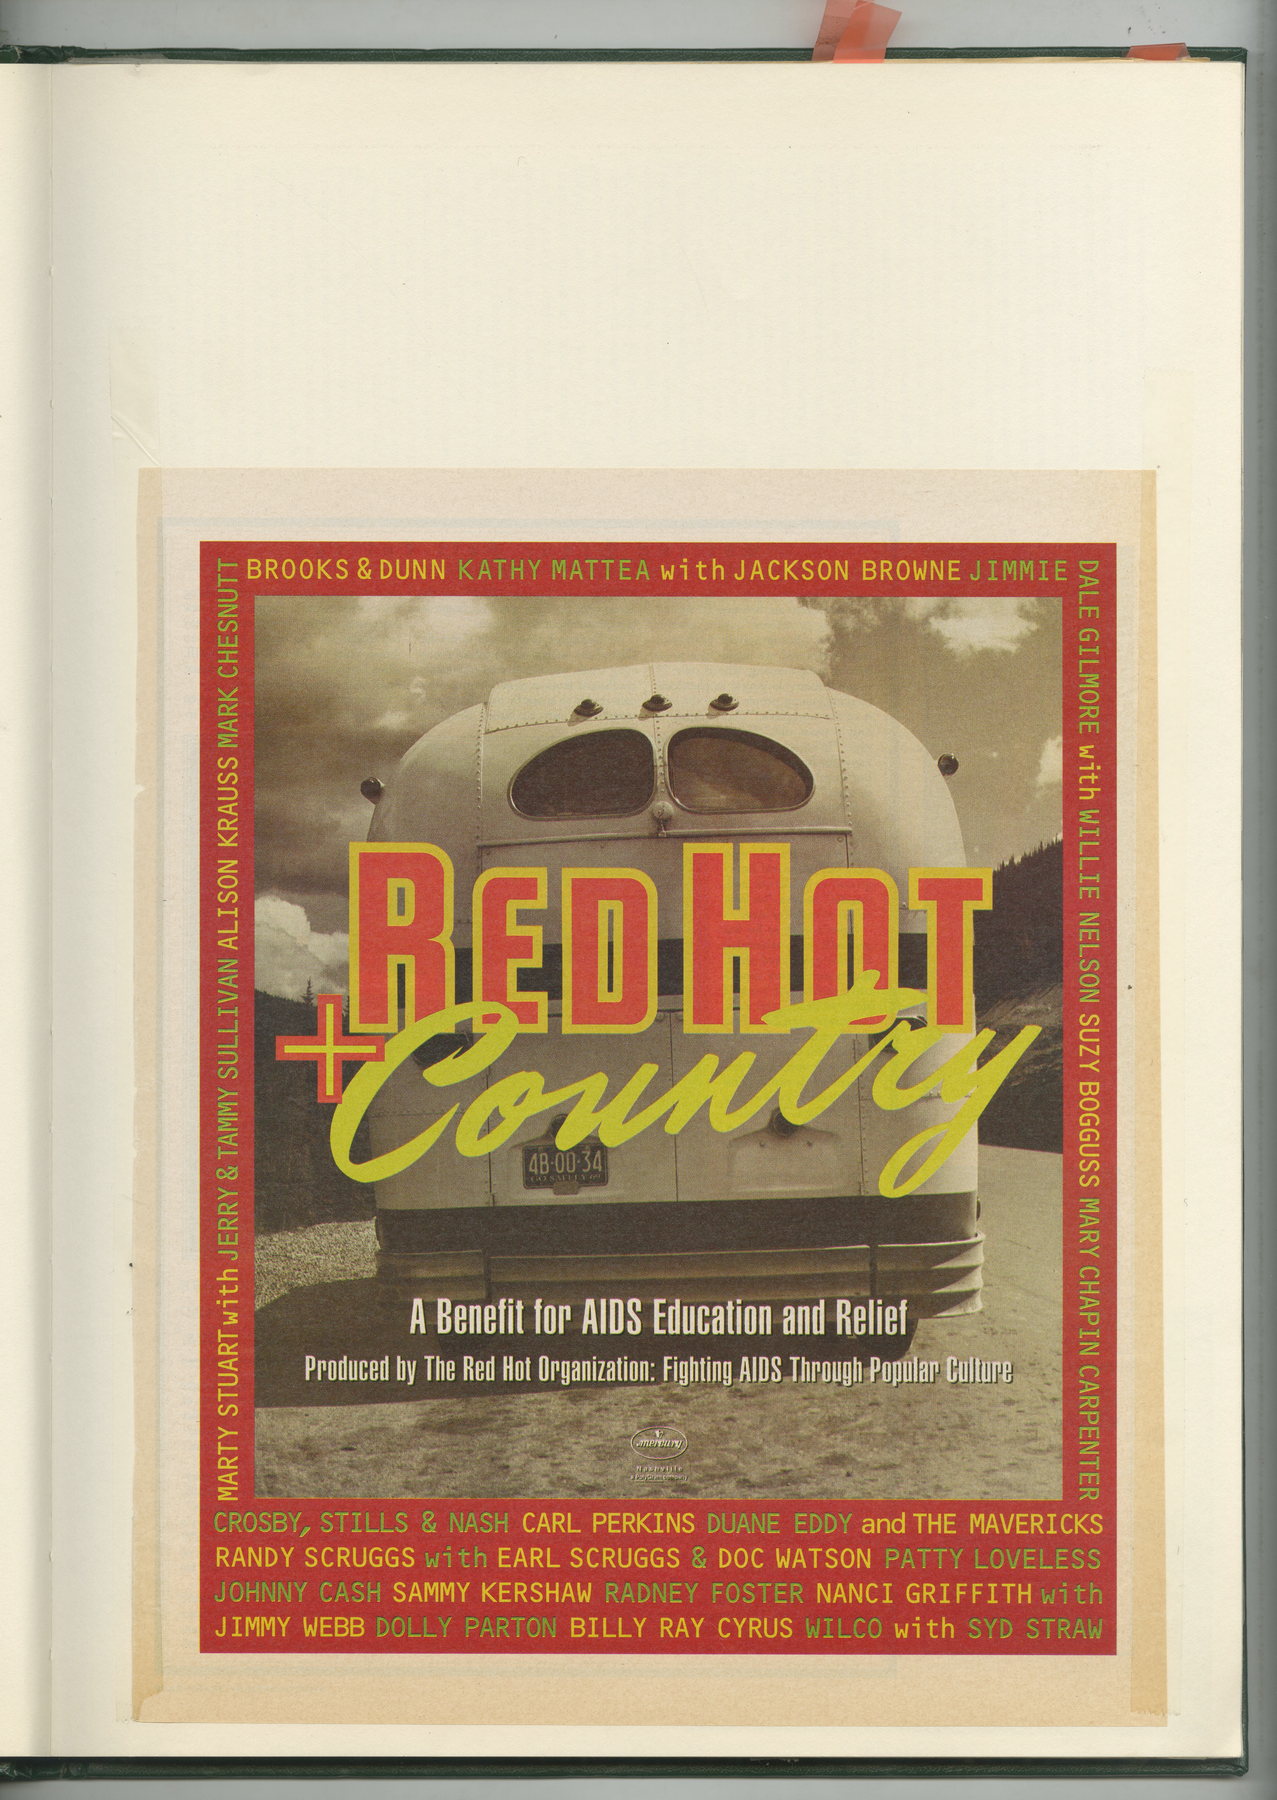 BROOKS & DUNN KATHY MATTEA with JACKSON BROWNE JIMMIE
DALE GILMORE with WILLIE NELSON SUZY BOGGUSS MARY CHAPIN CARPENTER
MARTY STUART with JERRY & TAMMY SULLIVAN ALISON KRAUSS MARK CHESNUTT
RED HOT
+ Country
4B-00-34
A Benefit for AIDS Education and Relief
Produced by The Red Hot Organization: Fighting AIDS Through Popular Culture
mercury
Nashville
a PolyGram company
CROSBY, STILLS & NASH CARL PERKINS DUANE EDDY and THE MAVERICKS
RANDY SCRUGGS with EARL SCRUGGS & DOC WATSON PATTY LOVELESS
JOHNNY CASH SAMMY KERSHAW RADNEY FOSTER NANCI GRIFFITH with
JIMMY WEBB DOLLY PARTON BILLY RAY CYRUS WILCO with SYD STRAW